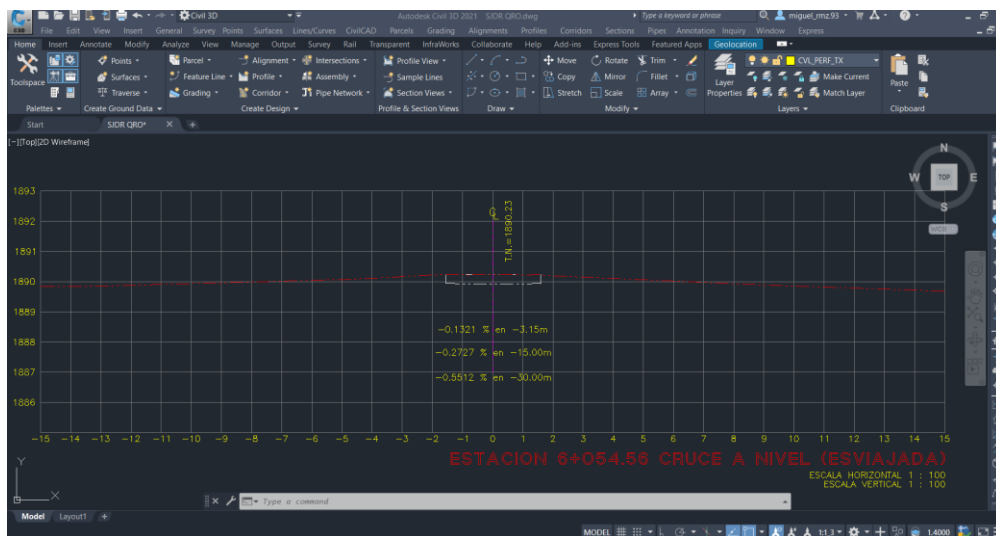 C3D Civil 3D Autodesk Civil 3D 2021 SJDR QRO.dwg Type a keyword or phrase miguel_rmz.93
File Edit View Insert General Survey Points Surfaces Lines/Curves CivilCAD Parcels Grading Alignments Profiles Corridors Sections Pipes Annotation Inquiry Window Express
Home Insert Annotate Modify Analyze View Manage Output Survey Rail Transparent InfraWorks Collaborate Help Add-ins Express Tools Featured Apps Geolocation
Points Parcel Alignment Intersections Profile View Move Rotate Trim CVL_PERF_TX
Toolspace Surfaces Feature Line Profile Assembly Sample Lines Copy Mirror Fillet Layer Properties Make Current Paste
Traverse Grading Corridor Pipe Network Section Views Stretch Scale Array Match Layer
Palettes Create Ground Data Create Design Profile & Section Views Draw Modify Layers Clipboard
Start SJDR QRO*
[-][Top][2D Wireframe]
N
W TOP E
S
WCS
1893
1892
1891
1890
1889
1888
1887
1886
T.N.=1890.23
-0.1321 % en -3.15m
-0.2727 % en -15.00m
-0.5512 % en -30.00m
-15 -14 -13 -12 -11 -10 -9 -8 -7 -6 -5 -4 -3 -2 -1 0 1 2 3 4 5 6 7 8 9 10 11 12 13 14 15
ESTACION 6+054.56 CRUCE A NIVEL (ESVIAJADA)
ESCALA HORIZONTAL 1 : 100
ESCALA VERTICAL 1 : 100
Y
X
Type a command
Model Layout1 +
MODEL 1:1.3 1.4000